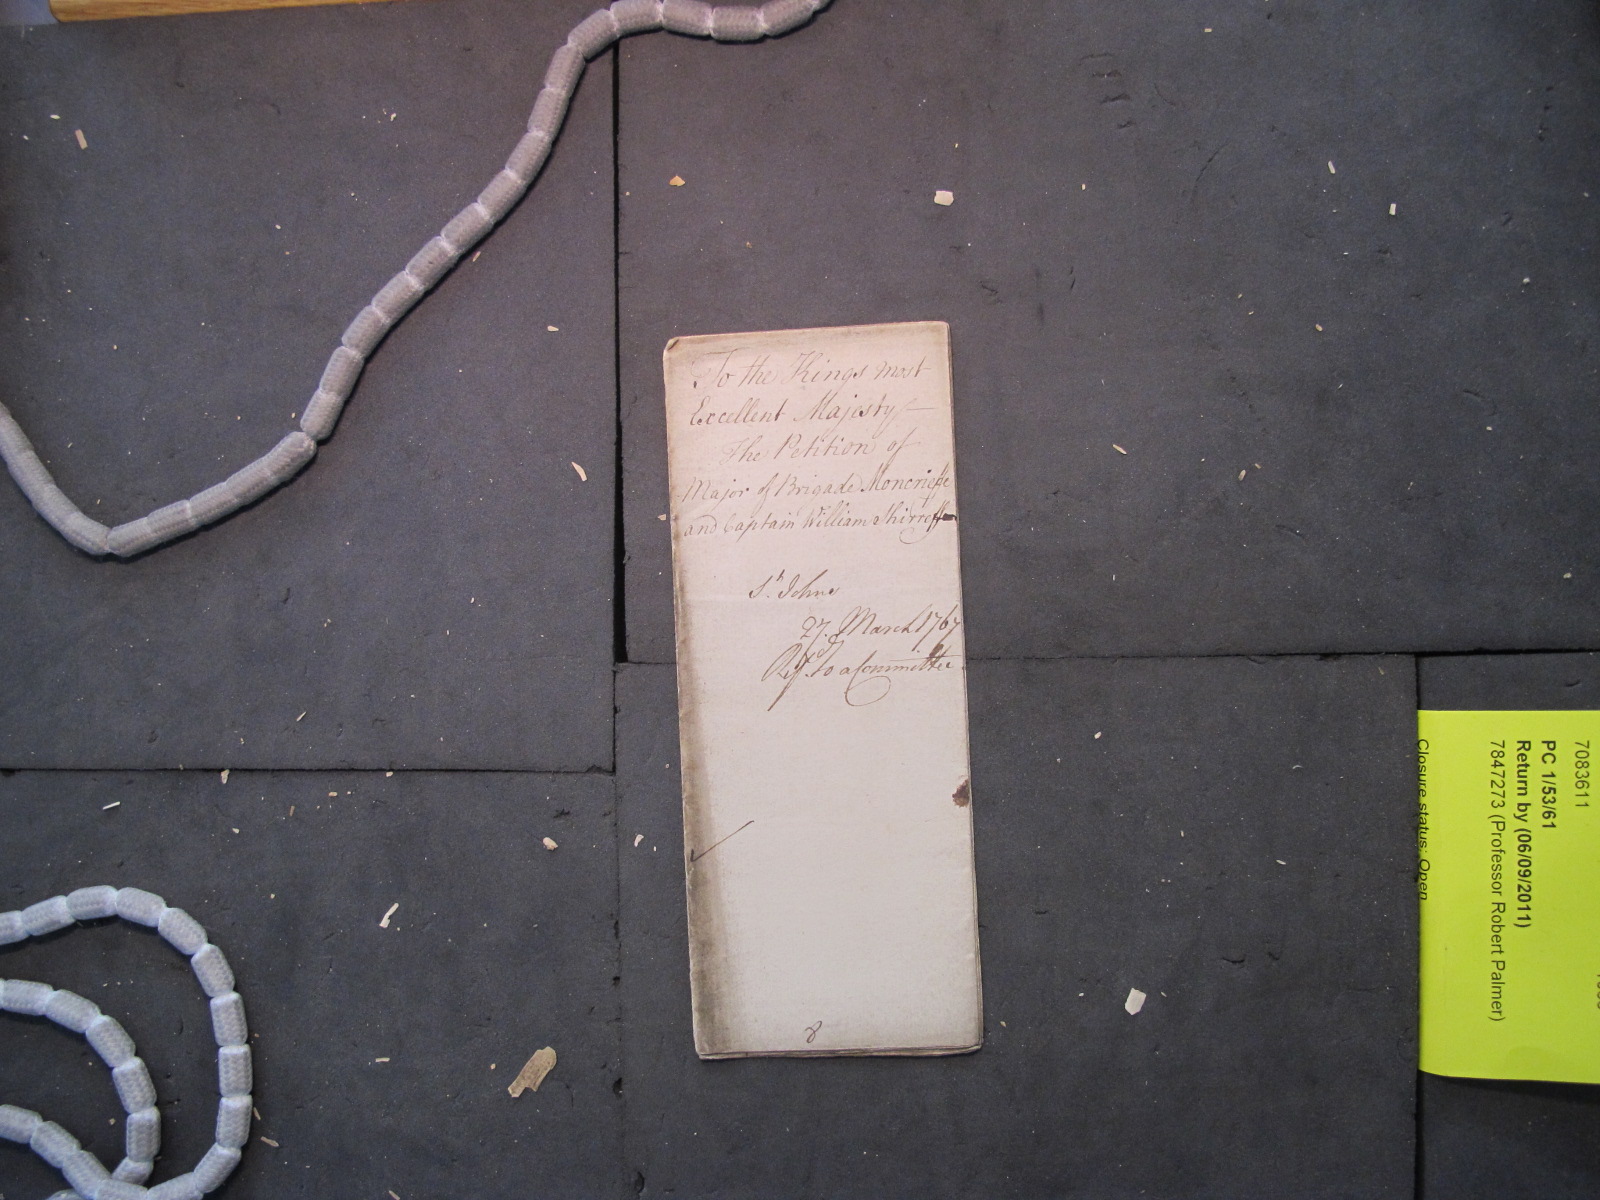 To the Kings most
Excellent Majesty
The Petition of
Major of Brigade Moncrieffe
and Captain William Shirreff
St. Johns
27. March 1767
Ref. to a Committee
8
7083611
PC 1/53/61
Return by (06/09/2011)
7847273 (Professor Robert Palmer)
Closure status: Open